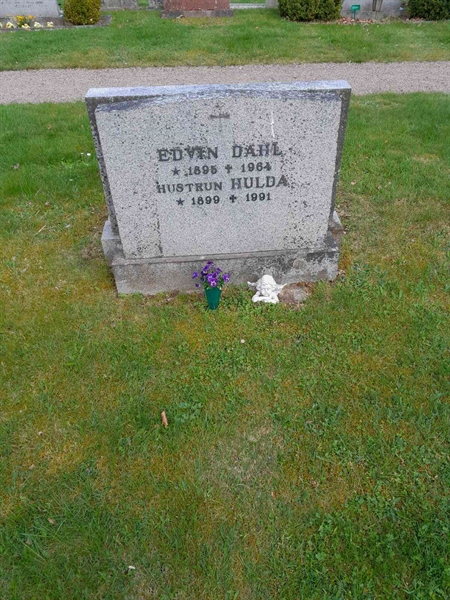 EDVIN DAHL
* 1895 ✝ 1964
HUSTRUN HULDA
* 1899 ✝ 1991